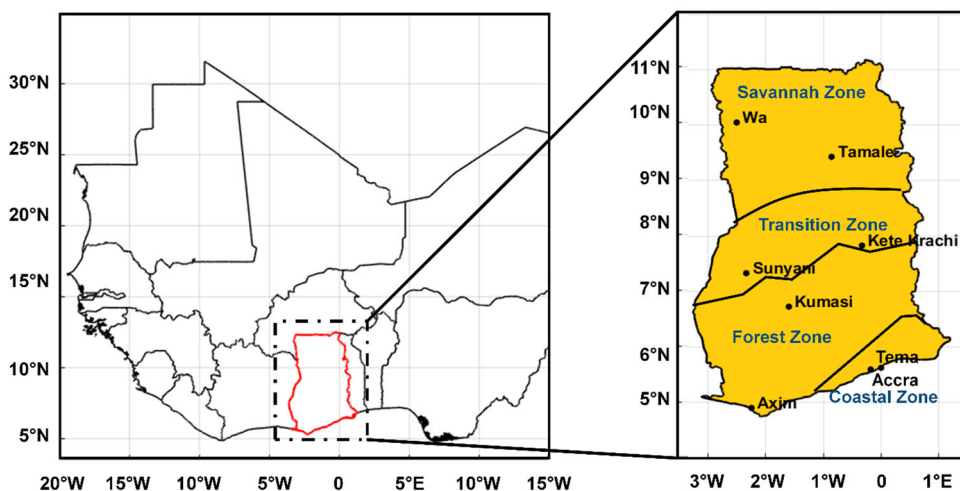 30°N
25°N
20°N
15°N
10°N
5°N
20°W
15°W
10°W
5°W
0
5°E
10°E
15°W
11°N
10°N
9°N
8°N
7°N
6°N
5°N
3°W
2°W
1°W
0
1°E
Savannah Zone
Wa
Tamale
Transition Zone
Kete Krachi
Sunyani
Kumasi
Forest Zone
Tema
Accra
Coastal Zone
Axim